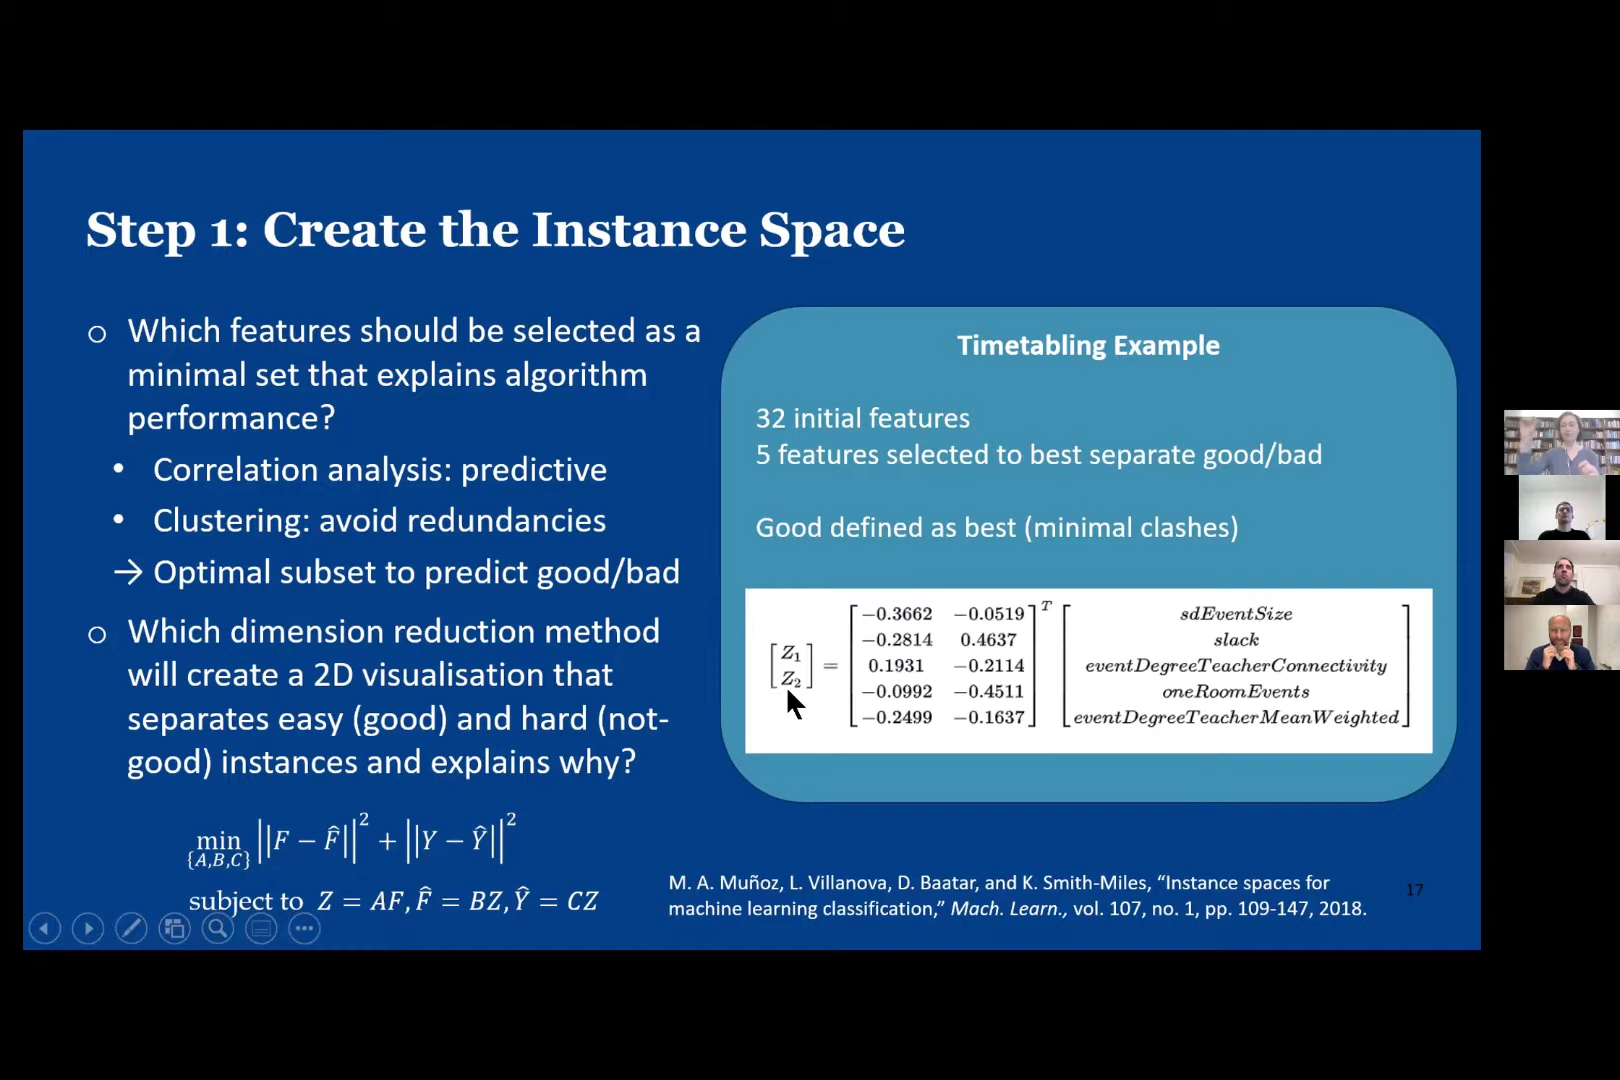 Step 1: Create the Instance Space
o Which features should be selected as a
minimal set that explains algorithm
performance?
• Correlation analysis: predictive
• Clustering: avoid redundancies
→ Optimal subset to predict good/bad
o Which dimension reduction method
will create a 2D visualisation that
separates easy (good) and hard (not-
good) instances and explains why?
min ||F − F̂||² + ||Y − Ŷ||²
{A,B,C}
subject to Z = AF, F̂ = BZ, Ŷ = CZ
Timetabling Example
32 initial features
5 features selected to best separate good/bad
Good defined as best (minimal clashes)
[Z₁ Z₂] =
−0.3662 −0.0519 T sdEventSize
−0.2814 0.4637 slack
0.1931 −0.2114 eventDegreeTeacherConnectivity
−0.0992 −0.4511 oneRoomEvents
−0.2499 −0.1637 eventDegreeTeacherMeanWeighted
M. A. Muñoz, L. Villanova, D. Baatar, and K. Smith-Miles, “Instance spaces for
machine learning classification,” Mach. Learn., vol. 107, no. 1, pp. 109-147, 2018.
17